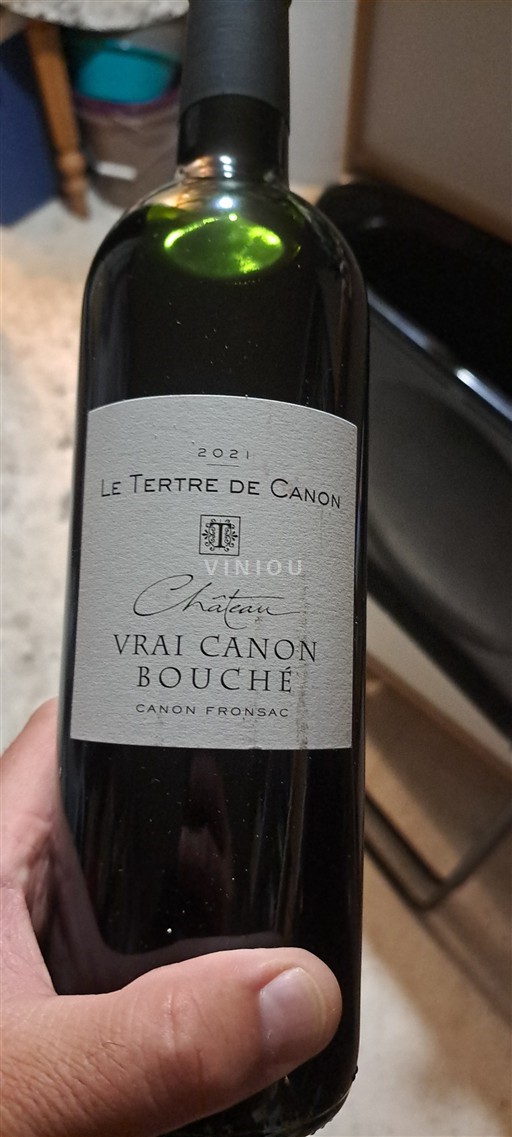 2021
LE TERTRE DE CANON
T
VINIOU
Château
VRAI CANON
BOUCHÉ
CANON FRONSAC